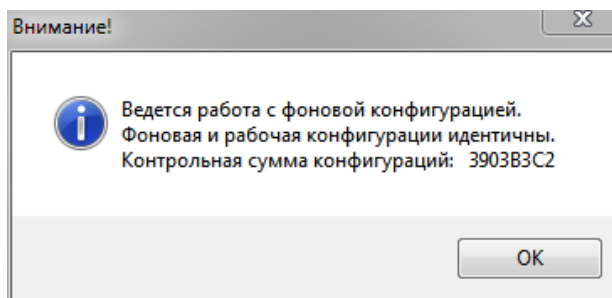 Внимание!
Ведется работа с фоновой конфигурацией.
Фоновая и рабочая конфигурации идентичны.
Контрольная сумма конфигураций: 3903B3C2
OK